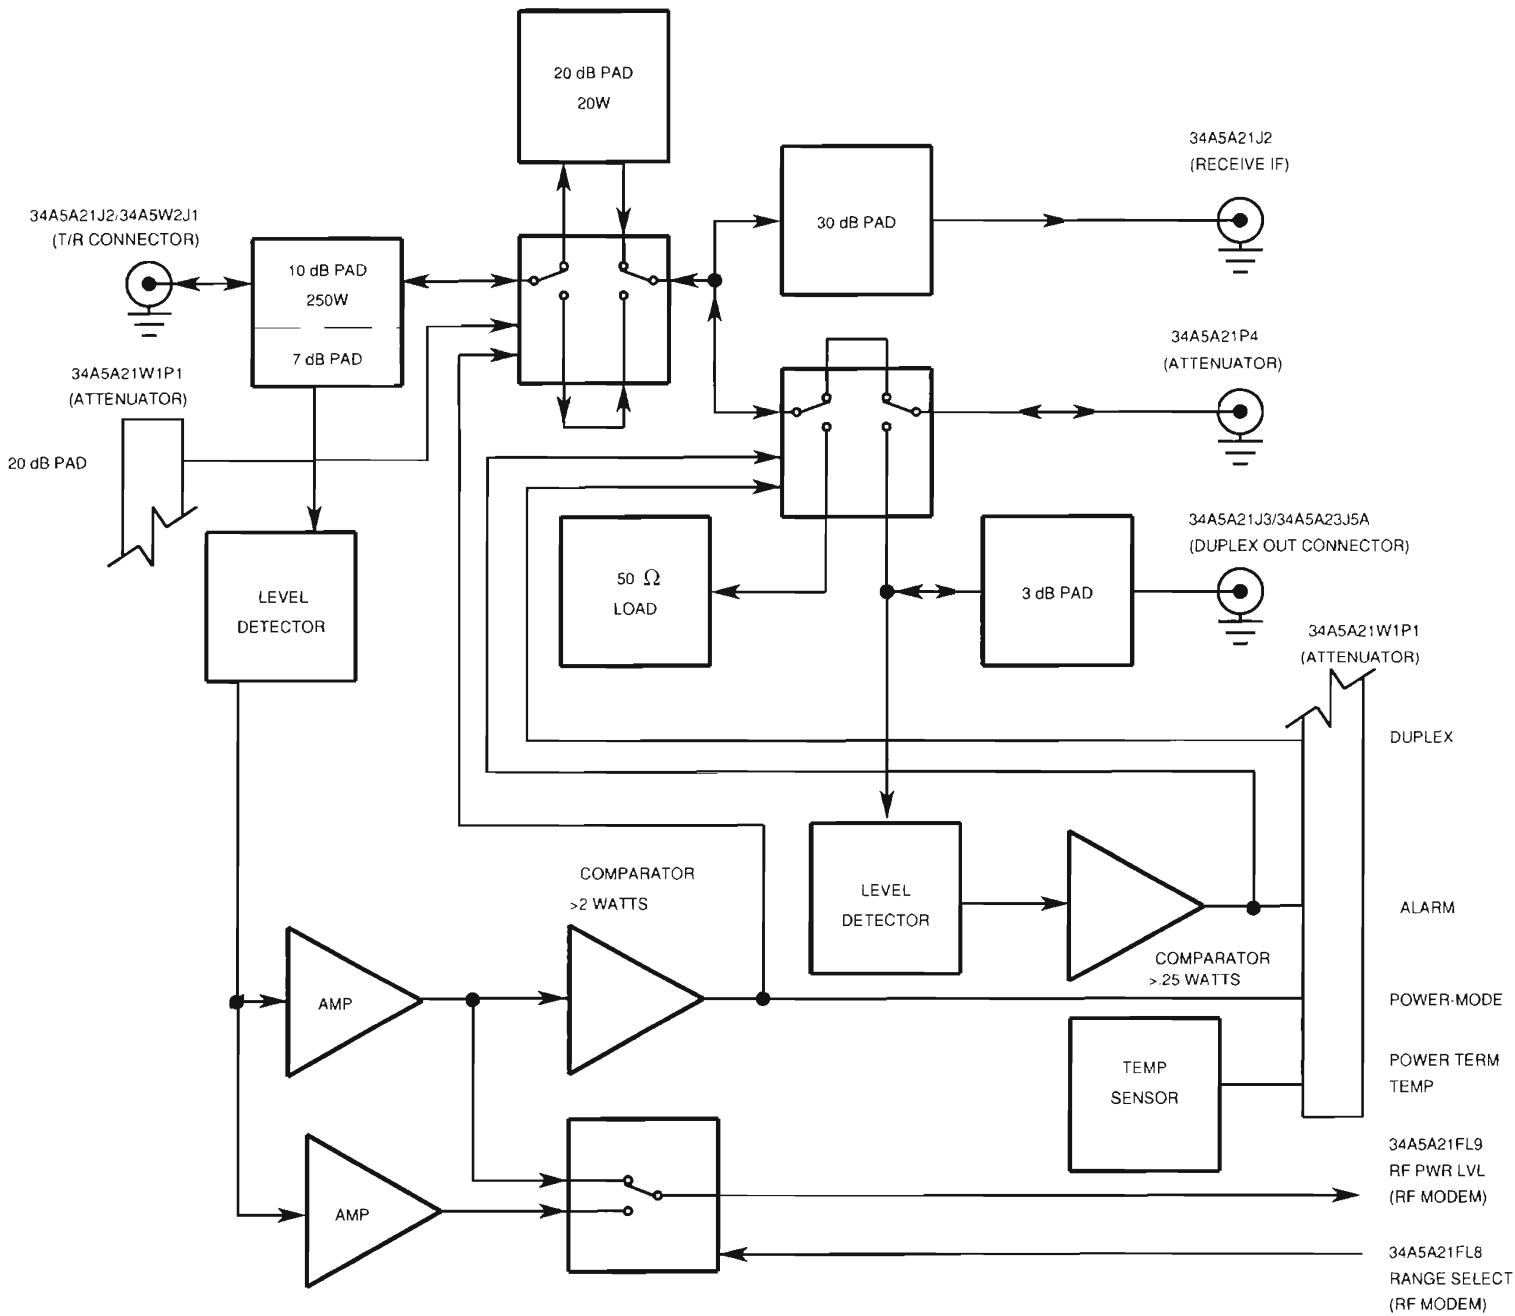 20 dB PAD
20W
34A5A21J2
(RECEIVE IF)
34A5A21J2/34A5W2J1
(T/R CONNECTOR)
30 dB PAD
10 dB PAD
250W
7 dB PAD
34A5A21P4
(ATTENUATOR)
34A5A21W1P1
(ATTENUATOR)
20 dB PAD
34A5A21J3/34A5A23J5A
(DUPLEX OUT CONNECTOR)
50 Ω
LOAD
3 dB PAD
LEVEL
DETECTOR
34A5A21W1P1
(ATTENUATOR)
DUPLEX
COMPARATOR
>2 WATTS
LEVEL
DETECTOR
ALARM
COMPARATOR
>.25 WATTS
AMP
POWER-MODE
TEMP
SENSOR
POWER TERM
TEMP
34A5A21FL9
RF PWR LVL
(RF MODEM)
AMP
34A5A21FL8
RANGE SELECT
(RF MODEM)